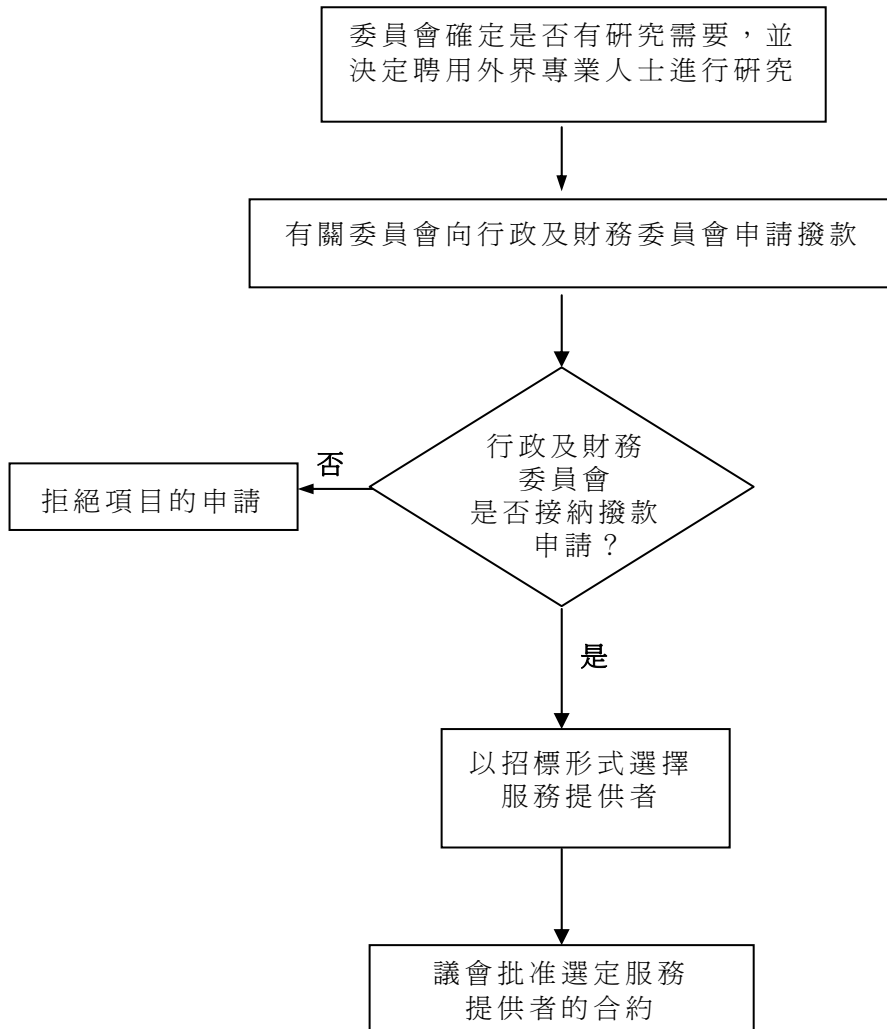 委員會確定是否有研究需要，並
決定聘用外界專業人士進行研究
有關委員會向行政及財務委員會申請撥款
行政及財務
委員會
是否接納撥款
申請？
否
拒絕項目的申請
是
以招標形式選擇
服務提供者
議會批准選定服務
提供者的合約